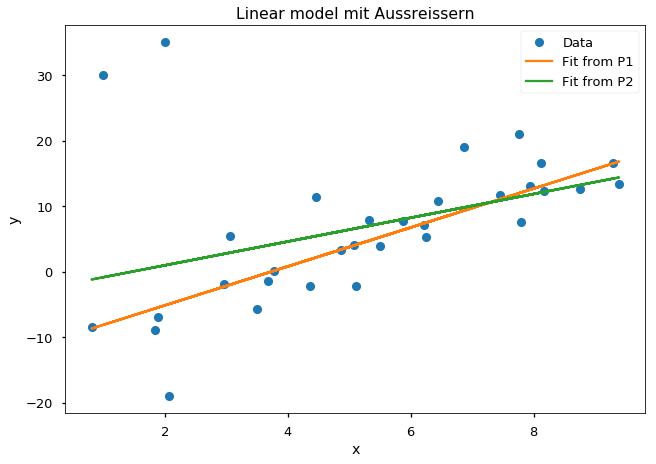 Linear model mit Aussreissern
Data
Fit from P1
Fit from P2
30
20
10
0
−10
−20
y
2 4 6 8
x